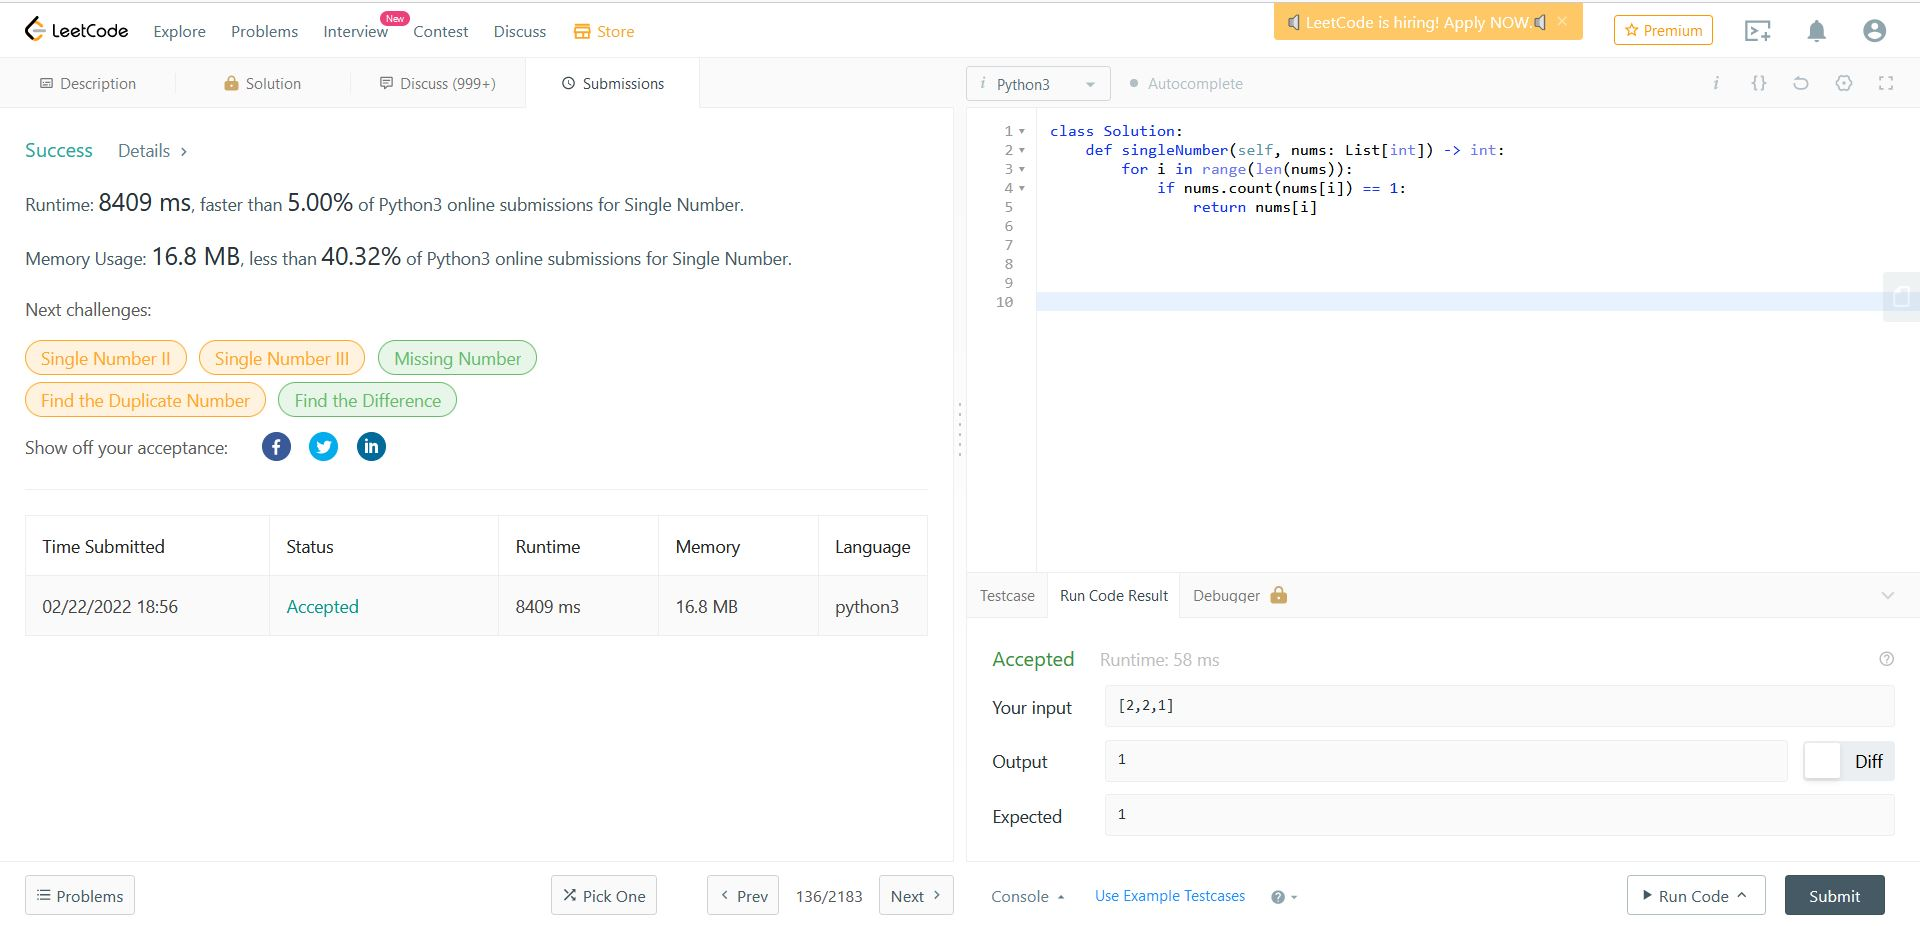 LeetCode Explore Problems Interview New Contest Discuss Store LeetCode is hiring! Apply NOW. × Premium
Description Solution Discuss (999+) Submissions
Success Details >
Runtime: 8409 ms, faster than 5.00% of Python3 online submissions for Single Number.
Memory Usage: 16.8 MB, less than 40.32% of Python3 online submissions for Single Number.
Next challenges:
Single Number II Single Number III Missing Number
Find the Duplicate Number Find the Difference
Show off your acceptance: f in
Time Submitted Status Runtime Memory Language
02/22/2022 18:56 Accepted 8409 ms 16.8 MB python3
Problems Pick One < Prev 136/2183 Next >
i Python3 Autocomplete i {}
1 class Solution:
2 def singleNumber(self, nums: List[int]) -> int:
3 for i in range(len(nums)):
4 if nums.count(nums[i]) == 1:
5 return nums[i]
6
7
8
9
10
Testcase Run Code Result Debugger
Accepted Runtime: 58 ms ?
Your input [2,2,1]
Output 1 Diff
Expected 1
Console Use Example Testcases ? Run Code Submit